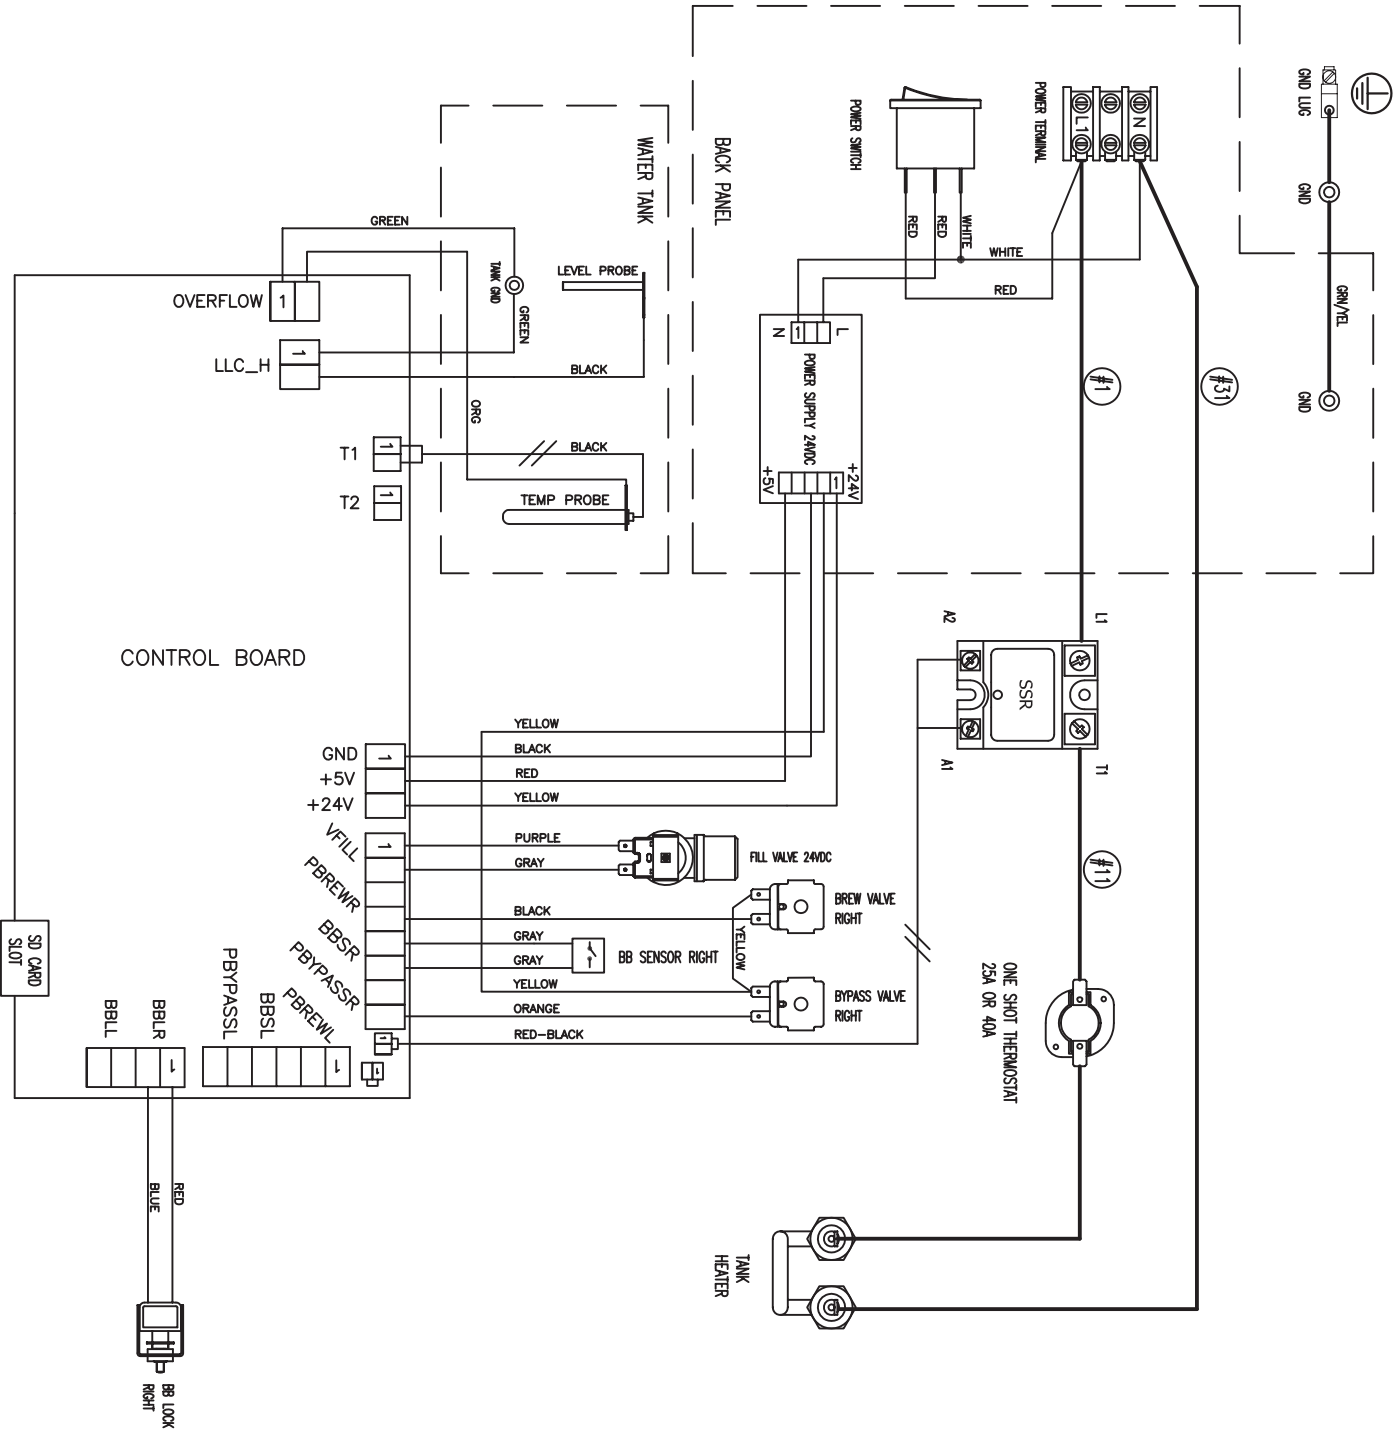 GND LUG
GND
GRN/YEL
GND
POWER TERMINAL
L1
N
POWER SWITCH
RED
RED
WHITE
WHITE
RED
BACK PANEL
WATER TANK
GREEN
TANK GND
GREEN
LEVEL PROBE
OVERFLOW
1
LLC_H
1
BLACK
ORG
T1
1
BLACK
T2
1
TEMP PROBE
N
1
L
POWER SUPPLY 24VDC
+5V
1
+24V
#1
#31
CONTROL BOARD
A2
L1
SSR
A1
T1
YELLOW
GND
1
BLACK
+5V
RED
+24V
YELLOW
VFILL
1
PURPLE
GRAY
FILL VALVE 24VDC
#11
PBREWR
BLACK
BREW VALVE
RIGHT
BBSR
GRAY
GRAY
BB SENSOR RIGHT
YELLOW
PBYPASSR
YELLOW
ORANGE
BYPASS VALVE
RIGHT
RED-BLACK
ONE SHOT THERMOSTAT
25A OR 40A
SD CARD
SLOT
BBLL
BBLR
1
PBYPASSL
BBSL
PBREWL
1
1
1
RED
BLUE
TANK
HEATER
BB LOCK
RIGHT